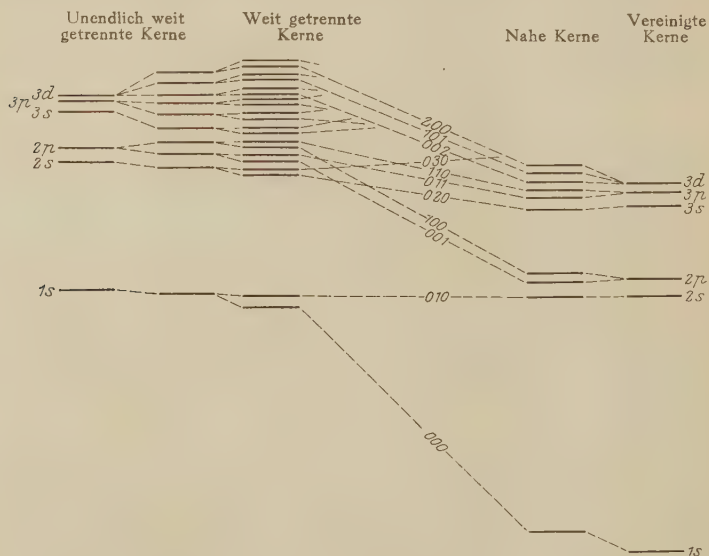 Unendlich weit
getrennte Kerne
Weit getrennte
Kerne
Nahe Kerne
Vereinigte
Kerne
3d
3p
3s
2p
2s
1s
200
101
002
030
110
011
020
100
001
010
000
3d
3p
3s
2p
2s
1s